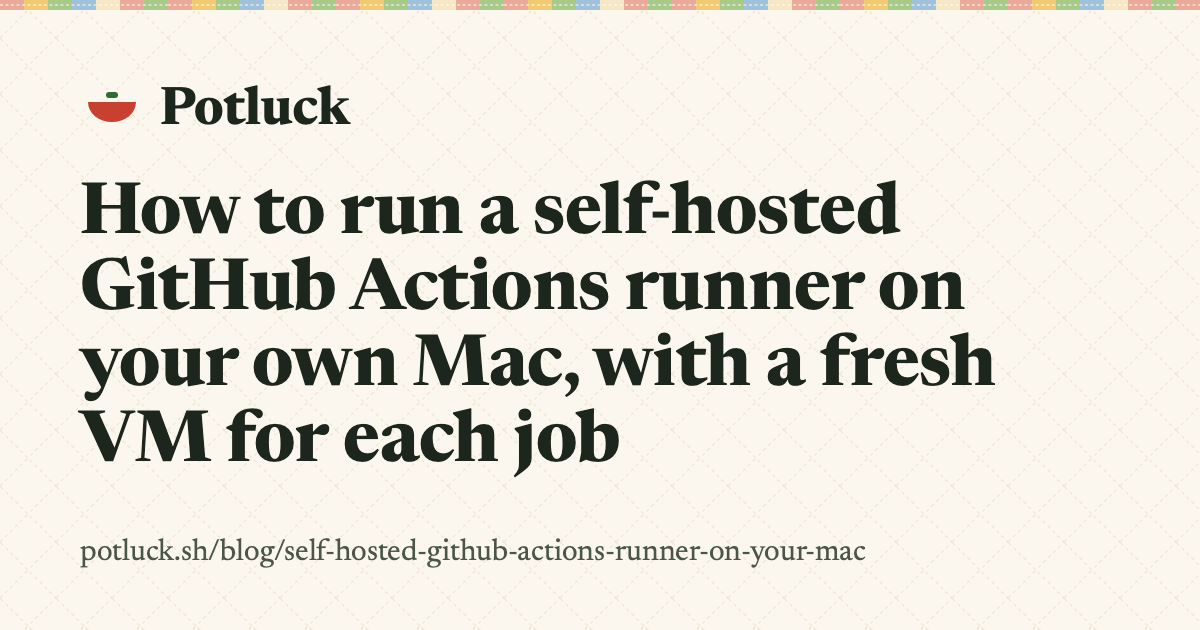 Potluck
How to run a self-hosted
GitHub Actions runner on
your own Mac, with a fresh
VM for each job
potluck.sh/blog/self-hosted-github-actions-runner-on-your-mac